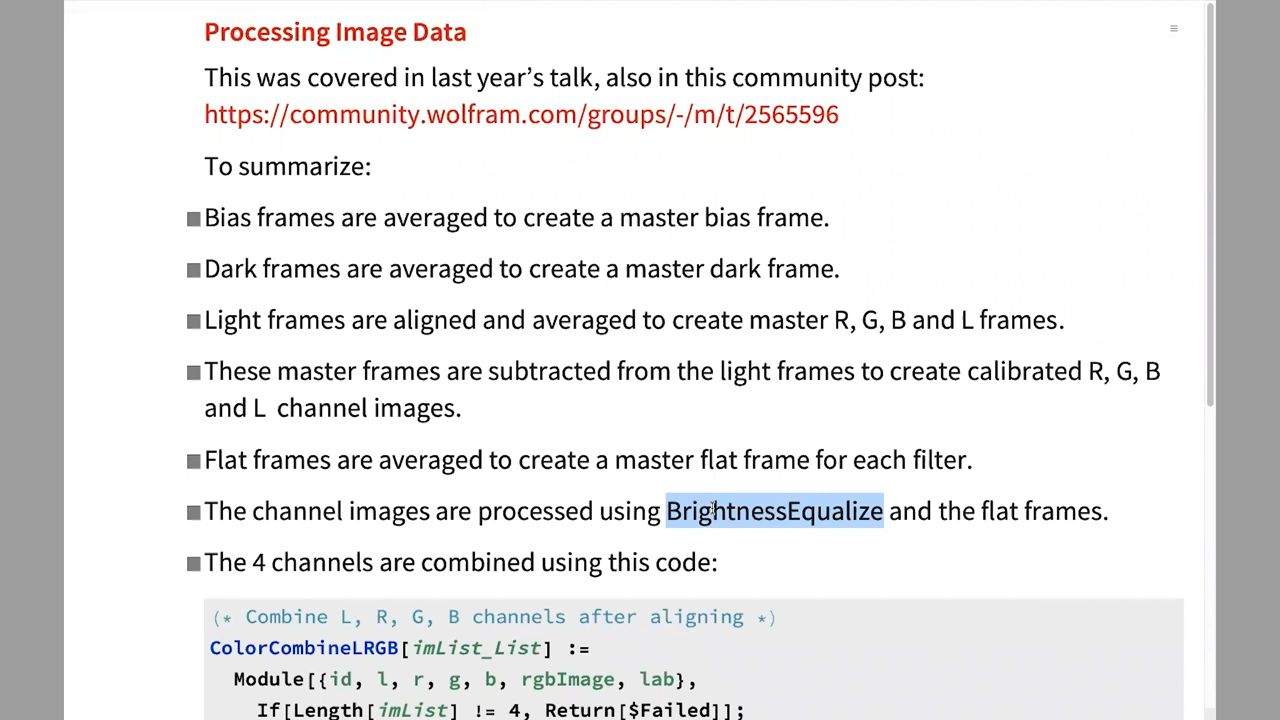 Processing Image Data
This was covered in last year's talk, also in this community post:
https://community.wolfram.com/groups/-/m/t/2565596
To summarize:
Bias frames are averaged to create a master bias frame.
Dark frames are averaged to create a master dark frame.
Light frames are aligned and averaged to create master R, G, B and L frames.
These master frames are subtracted from the light frames to create calibrated R, G, B
and L  channel images.
Flat frames are averaged to create a master flat frame for each filter.
The channel images are processed using BrightnessEqualize and the flat frames.
The 4 channels are combined using this code:
(* Combine L, R, G, B channels after aligning *)
ColorCombineLRGB[imList_List] :=
Module[{id, l, r, g, b, rgbImage, lab},
If[Length[imList] != 4, Return[$Failed]];